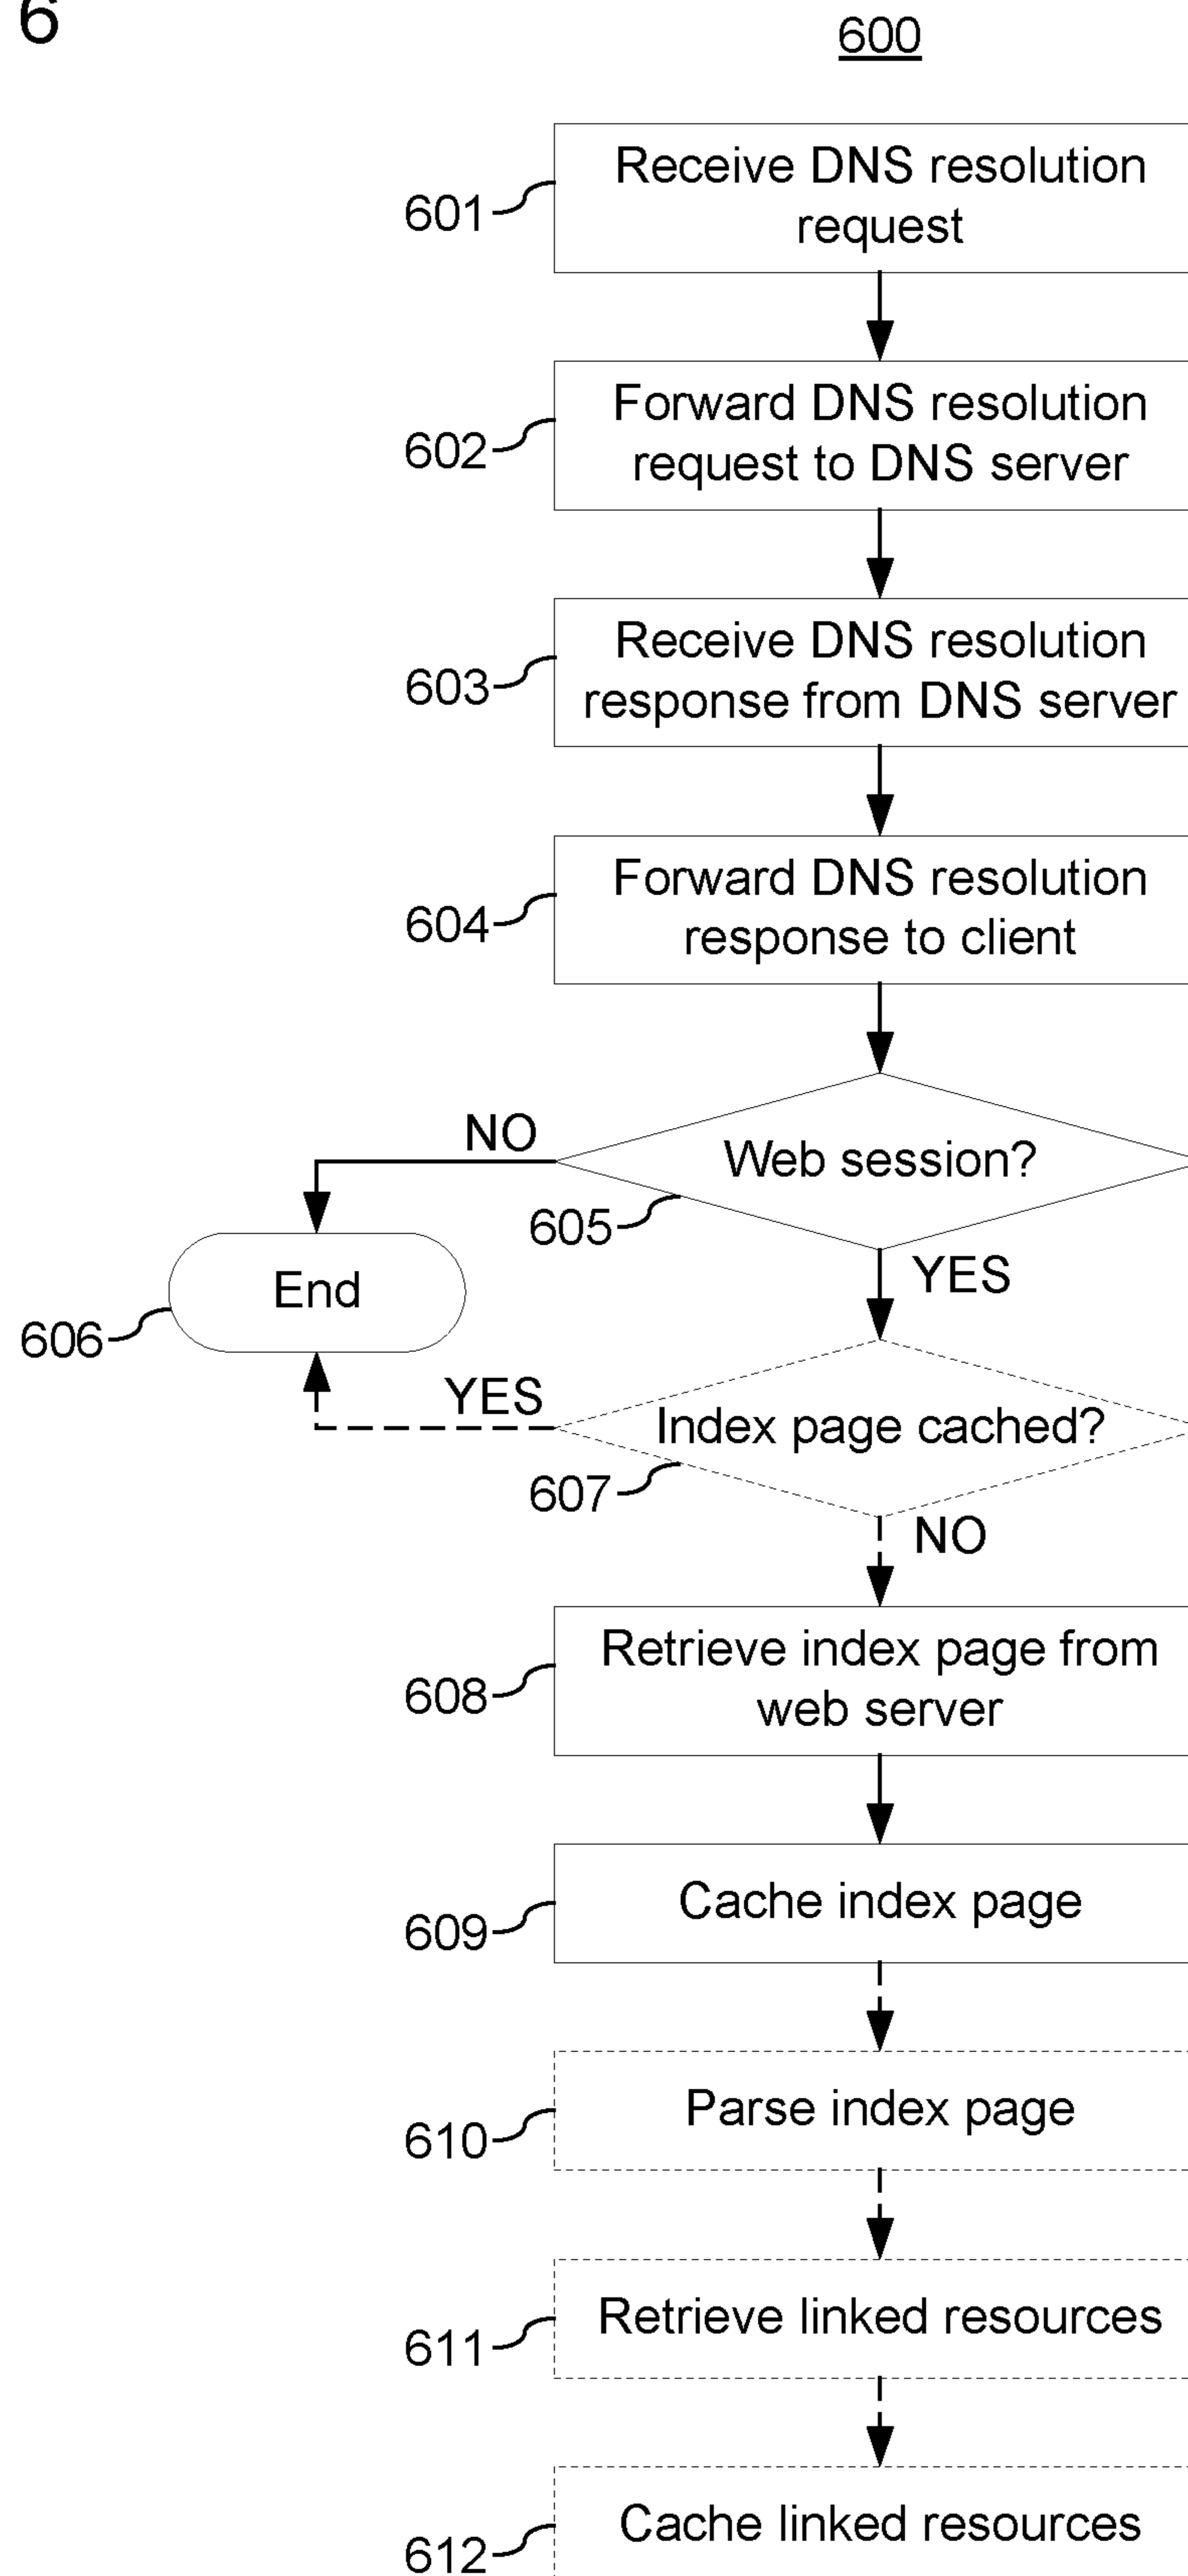 6
600
Receive DNS resolution
request
601
Forward DNS resolution
request to DNS server
602
Receive DNS resolution
response from DNS server
603
Forward DNS resolution
response to client
604
NO
Web session?
605
YES
End
606
YES
Index page cached?
607
NO
Retrieve index page from
web server
608
Cache index page
609
Parse index page
610
Retrieve linked resources
611
Cache linked resources
612